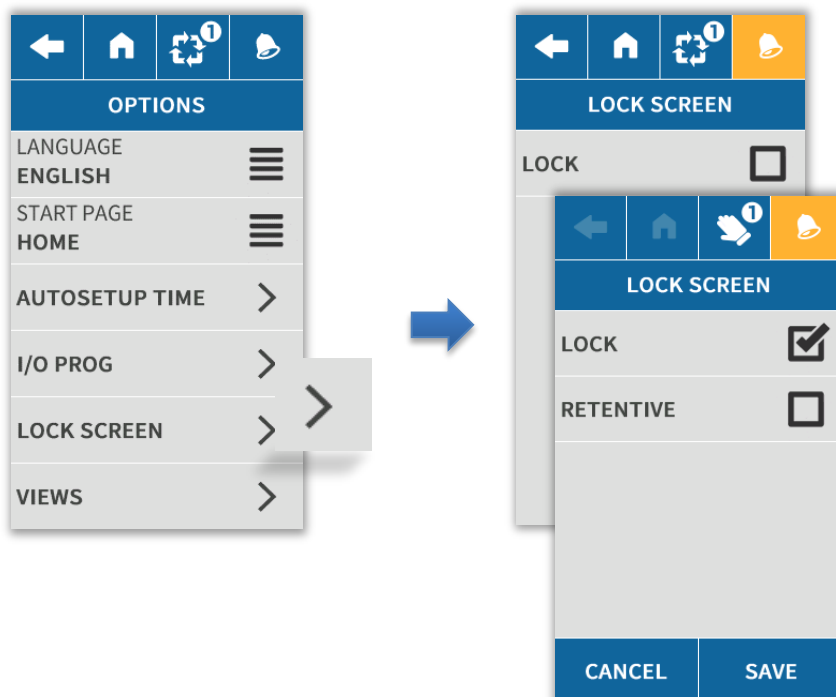 1
OPTIONS
LANGUAGE
ENGLISH
START PAGE
HOME
AUTOSETUP TIME
I/O PROG
LOCK SCREEN
VIEWS
1
LOCK SCREEN
LOCK
1
LOCK SCREEN
LOCK
RETENTIVE
CANCEL SAVE